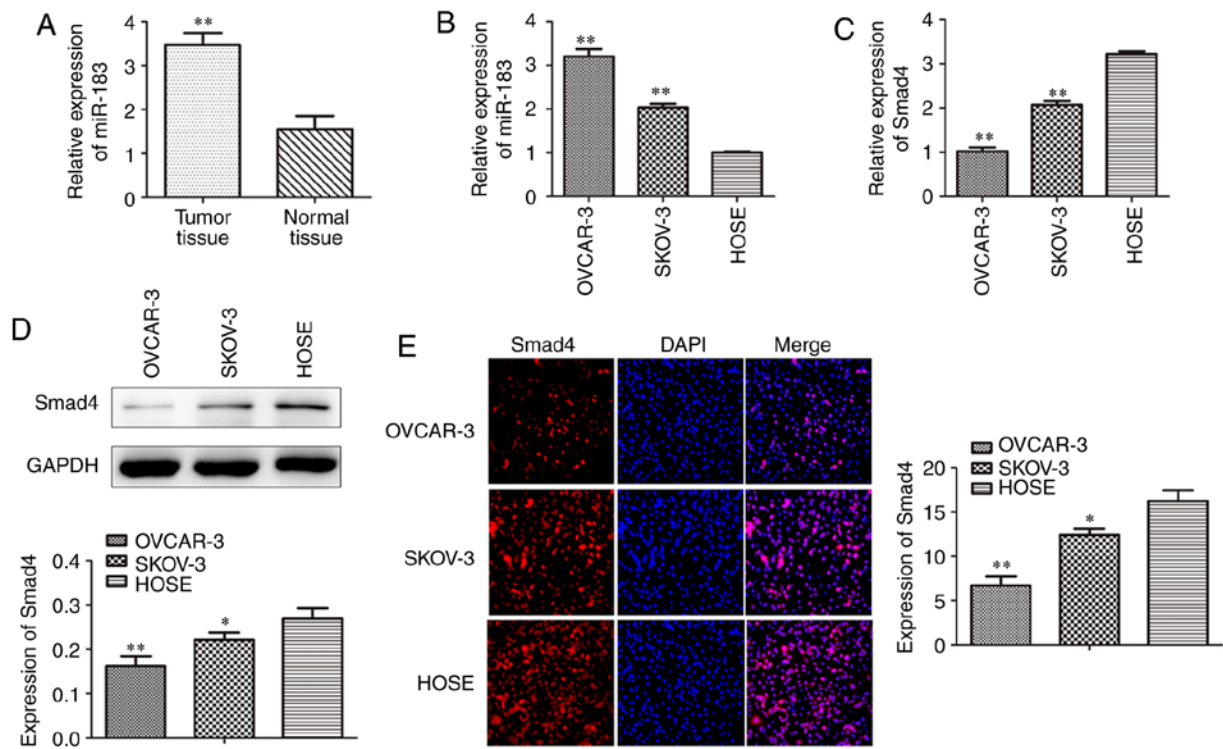 A
Relative expression
of miR-183
4
3
2
1
0
**
Tumor
tissue
Normal
tissue
B
Relative expression
of miR-183
4
3
2
1
0
**
**
OVCAR-3
SKOV-3
HOSE
C
Relative expression
of Smad4
4
3
2
1
0
**
**
OVCAR-3
SKOV-3
HOSE
D
OVCAR-3
SKOV-3
HOSE
Smad4
GAPDH
OVCAR-3
SKOV-3
HOSE
Expression of Smad4
0.4
0.3
0.2
0.1
0.0
**
*
E
Smad4 DAPI Merge
OVCAR-3
SKOV-3
HOSE
OVCAR-3
SKOV-3
HOSE
Expression of Smad4
20
15
10
5
0
**
*